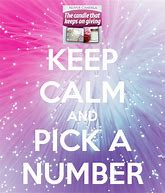 The candle that
keeps on giving
KEEP
CALM
AND
PICK A
NUMBER